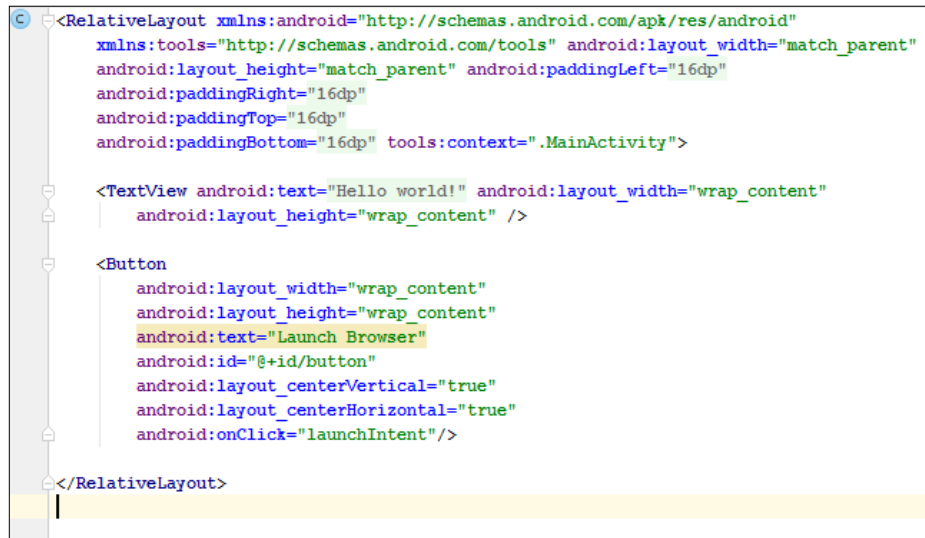 C
<RelativeLayout xmlns:android="http://schemas.android.com/apk/res/android"
xmlns:tools="http://schemas.android.com/tools" android:layout_width="match_parent"
android:layout_height="match_parent" android:paddingLeft="16dp"
android:paddingRight="16dp"
android:paddingTop="16dp"
android:paddingBottom="16dp" tools:context=".MainActivity">
<TextView android:text="Hello world!" android:layout_width="wrap_content"
android:layout_height="wrap_content" />
<Button
android:layout_width="wrap_content"
android:layout_height="wrap_content"
android:text="Launch Browser"
android:id="@+id/button"
android:layout_centerVertical="true"
android:layout_centerHorizontal="true"
android:onClick="launchIntent"/>
</RelativeLayout>